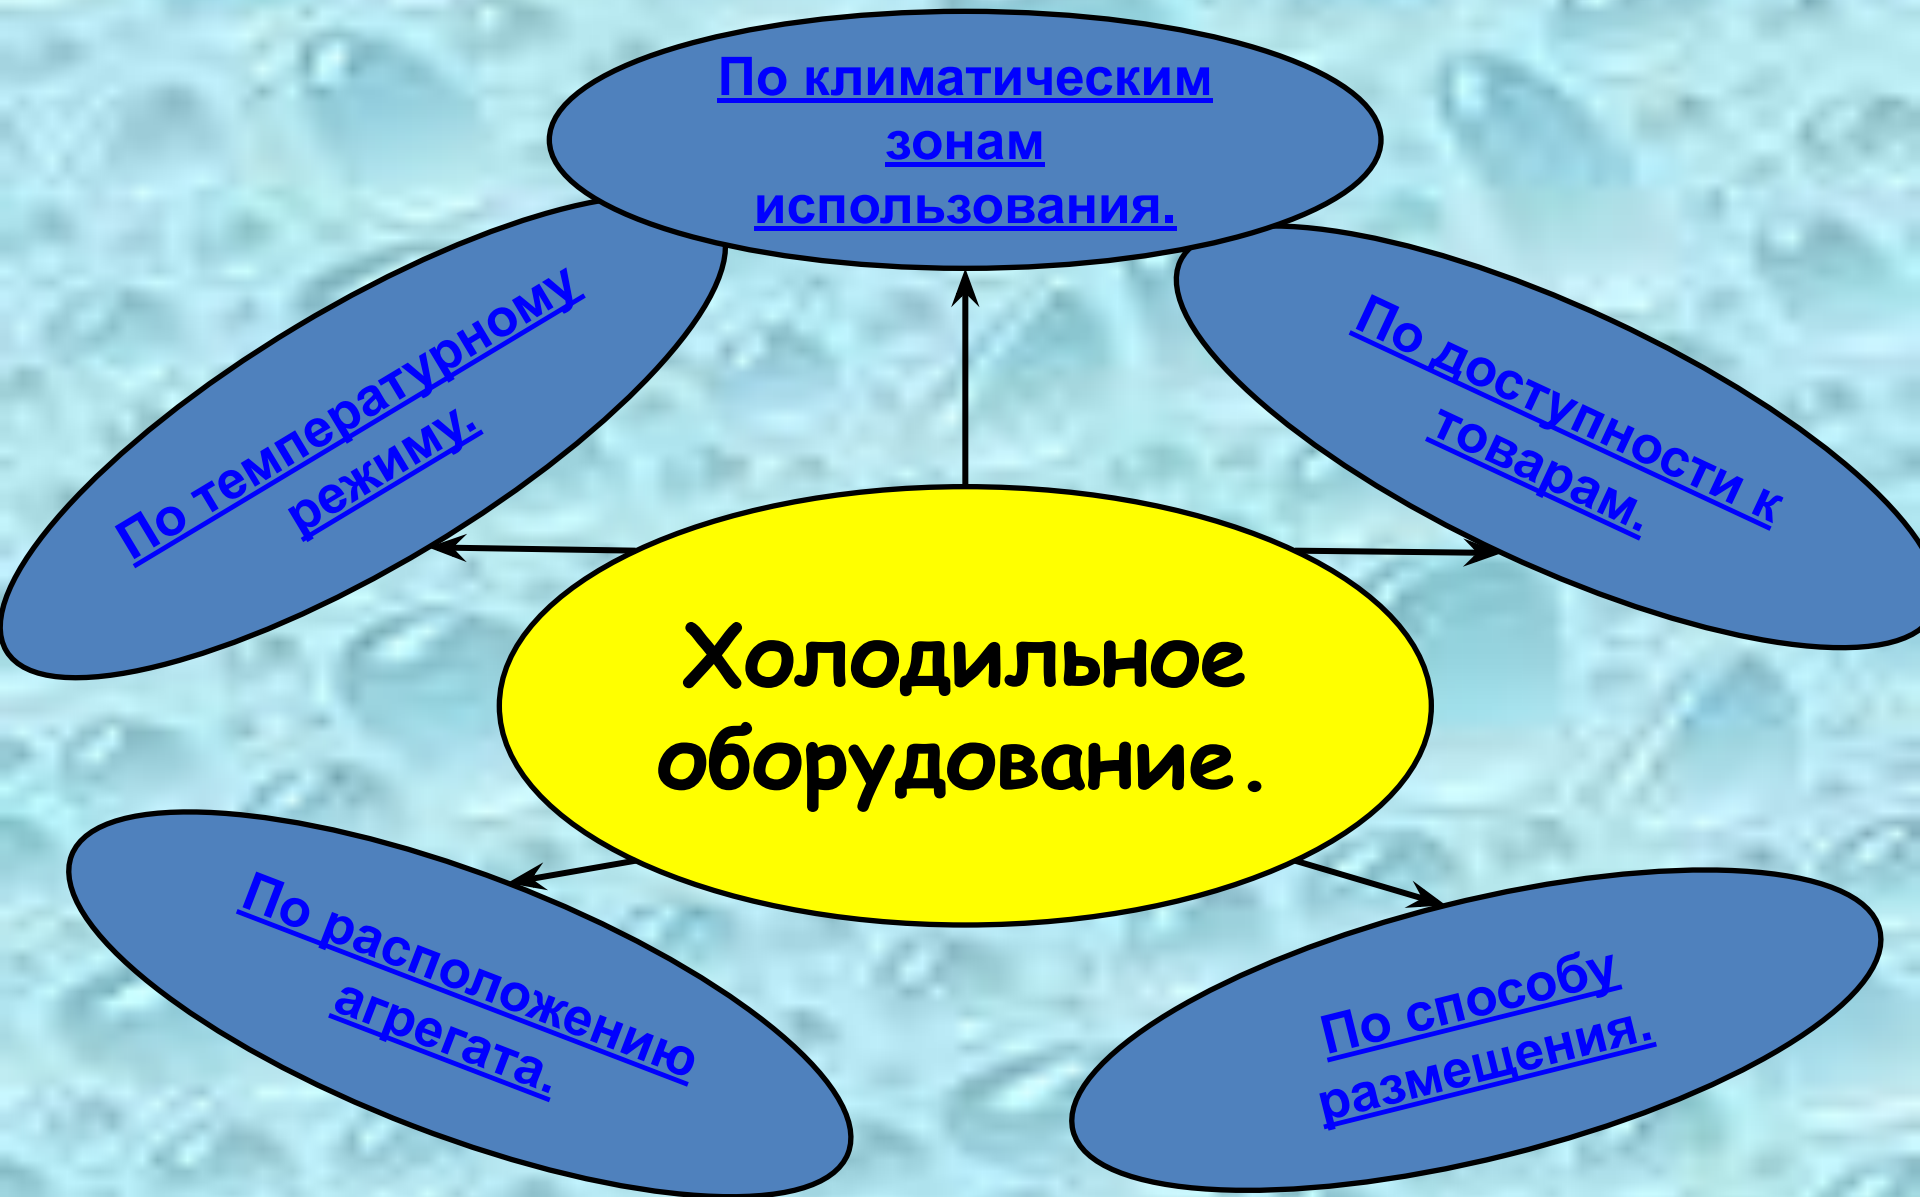 По климатическим
зонам
использования.
По температурному
режиму.
По доступности к
товарам.
Холодильное
оборудование.
По расположению
агрегата.
По способу
размещения.